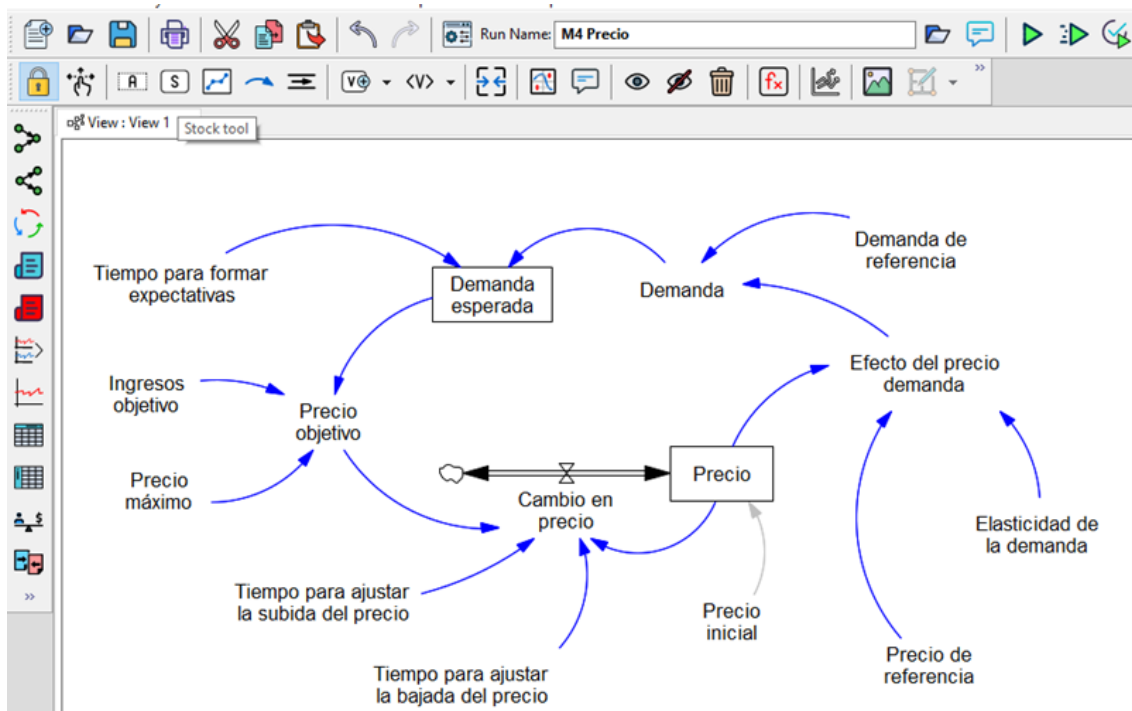 Run Name: M4 Precio
A
S
V
<V>
fx
View : View 1
Stock tool
Demanda de
referencia
Tiempo para formar
expectativas
Demanda
esperada
Demanda
Efecto del precio
demanda
Ingresos
objetivo
Precio
objetivo
Precio
máximo
Precio
Cambio en
precio
Elasticidad de
la demanda
Tiempo para ajustar
la subida del precio
Precio
inicial
Precio de
referencia
Tiempo para ajustar
la bajada del precio